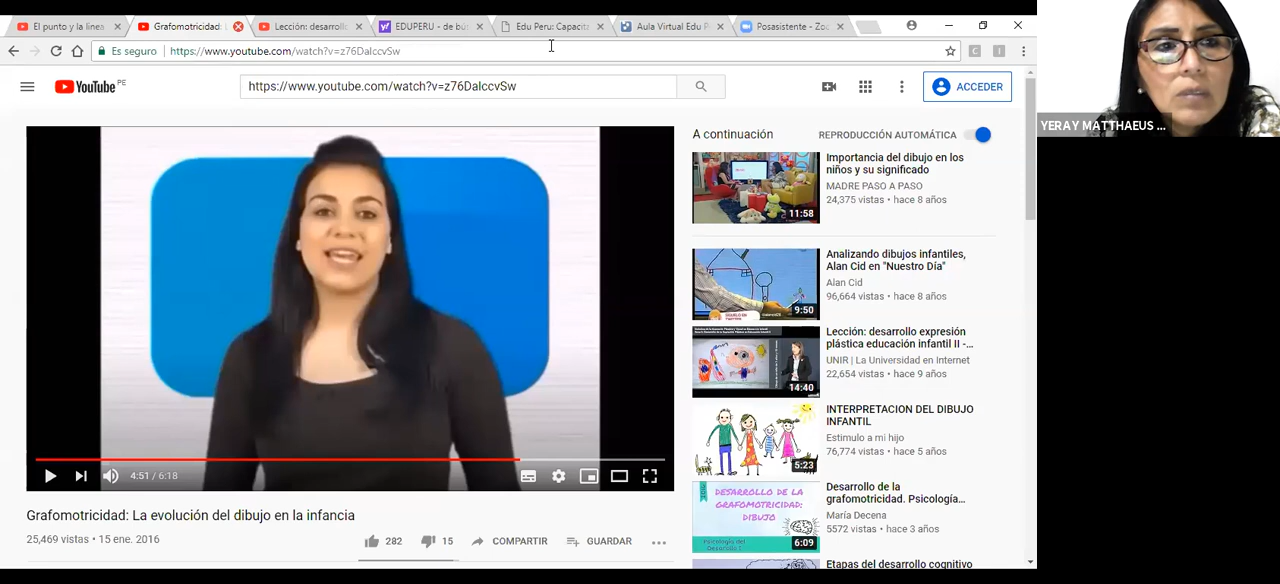 El punto y la linea
Grafomotricidad:
Lección: desarrollo
EDUPERU - de bú
Edu Peru: Capacita
Aula Virtual Edu P
Posasistente - Zoo
Es seguro | https://www.youtube.com/watch?v=z76DalccvSw
YouTube PE
https://www.youtube.com/watch?v=z76DalccvSw
ACCEDER
YERAY MATTHAEUS ...
A continuación
REPRODUCCIÓN AUTOMÁTICA
Importancia del dibujo en los
niños y su significado
MADRE PASO A PASO
24,375 vistas • hace 8 años
11:58
Analizando dibujos infantiles,
Alan Cid en "Nuestro Día"
Alan Cid
96,664 vistas • hace 8 años
9:50
Lección: desarrollo expresión
plástica educación infantil II -...
UNIR | La Universidad en Internet
22,654 vistas • hace 9 años
14:40
INTERPRETACION DEL DIBUJO
INFANTIL
Estimulo a mi hijo
76,774 vistas • hace 5 años
5:23
DESARROLLO DE LA
GRAFOMOTRICIDAD:
DIBUJO
Psicología del
Desarrollo
6:09
Desarrollo de la
grafomotricidad. Psicología...
María Decena
5572 vistas • hace 3 años
Etapas del desarrollo cognitivo
4:51 / 6:18
Grafomotricidad: La evolución del dibujo en la infancia
25,469 vistas • 15 ene. 2016
282
15
COMPARTIR
GUARDAR